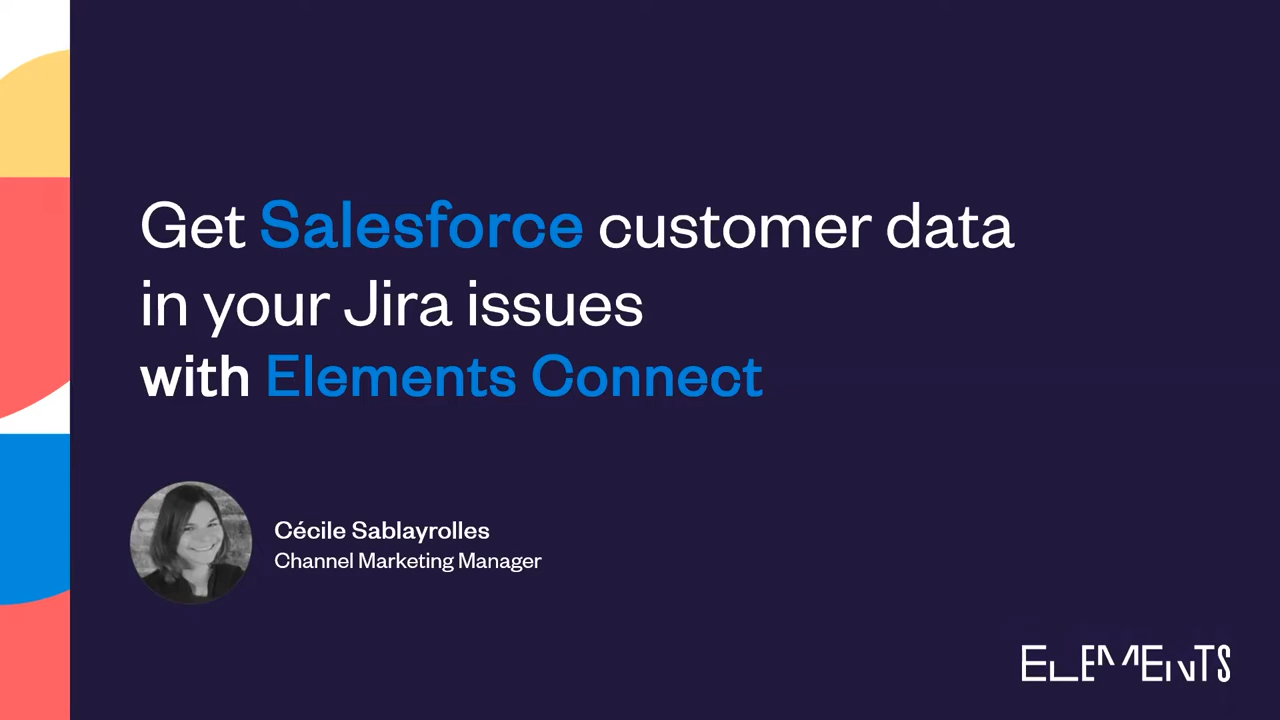 Get Salesforce customer data
in your Jira issues
with Elements Connect
Cécile Sablayrolles
Channel Marketing Manager
ELEMENTS